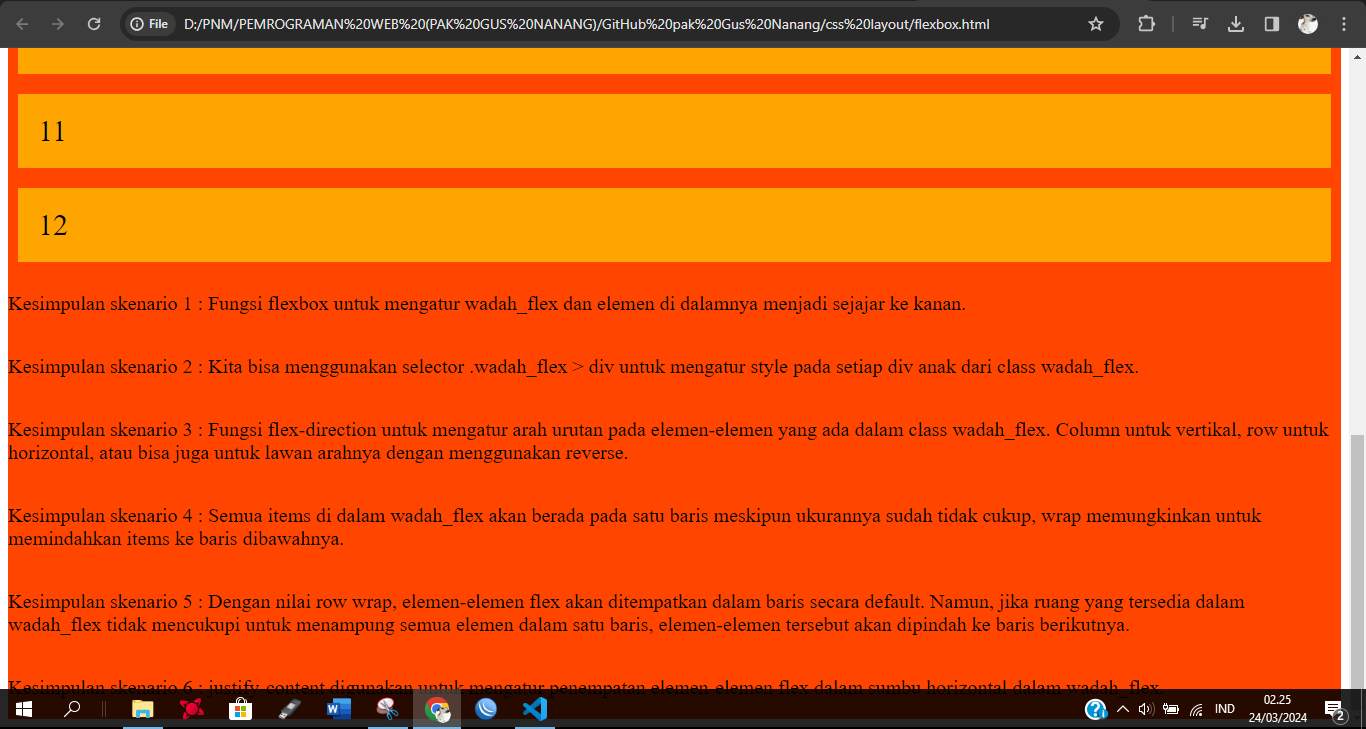 File
D:/PNM/PEMROGRAMAN%20WEB%20(PAK%20GUS%20NANANG)/GitHub%20pak%20Gus%20Nanang/css%20layout/flexbox.html
11
12
Kesimpulan skenario 1 : Fungsi flexbox untuk mengatur wadah_flex dan elemen di dalamnya menjadi sejajar ke kanan.
Kesimpulan skenario 2 : Kita bisa menggunakan selector .wadah_flex > div untuk mengatur style pada setiap div anak dari class wadah_flex.
Kesimpulan skenario 3 : Fungsi flex-direction untuk mengatur arah urutan pada elemen-elemen yang ada dalam class wadah_flex. Column untuk vertikal, row untuk
horizontal, atau bisa juga untuk lawan arahnya dengan menggunakan reverse.
Kesimpulan skenario 4 : Semua items di dalam wadah_flex akan berada pada satu baris meskipun ukurannya sudah tidak cukup, wrap memungkinkan untuk
memindahkan items ke baris dibawahnya.
Kesimpulan skenario 5 : Dengan nilai row wrap, elemen-elemen flex akan ditempatkan dalam baris secara default. Namun, jika ruang yang tersedia dalam
wadah_flex tidak mencukupi untuk menampung semua elemen dalam satu baris, elemen-elemen tersebut akan dipindah ke baris berikutnya.
Kesimpulan skenario 6 : justify-content digunakan untuk mengatur penempatan elemen-elemen flex dalam sumbu horizontal dalam wadah_flex.
IND
02.25
24/03/2024
2